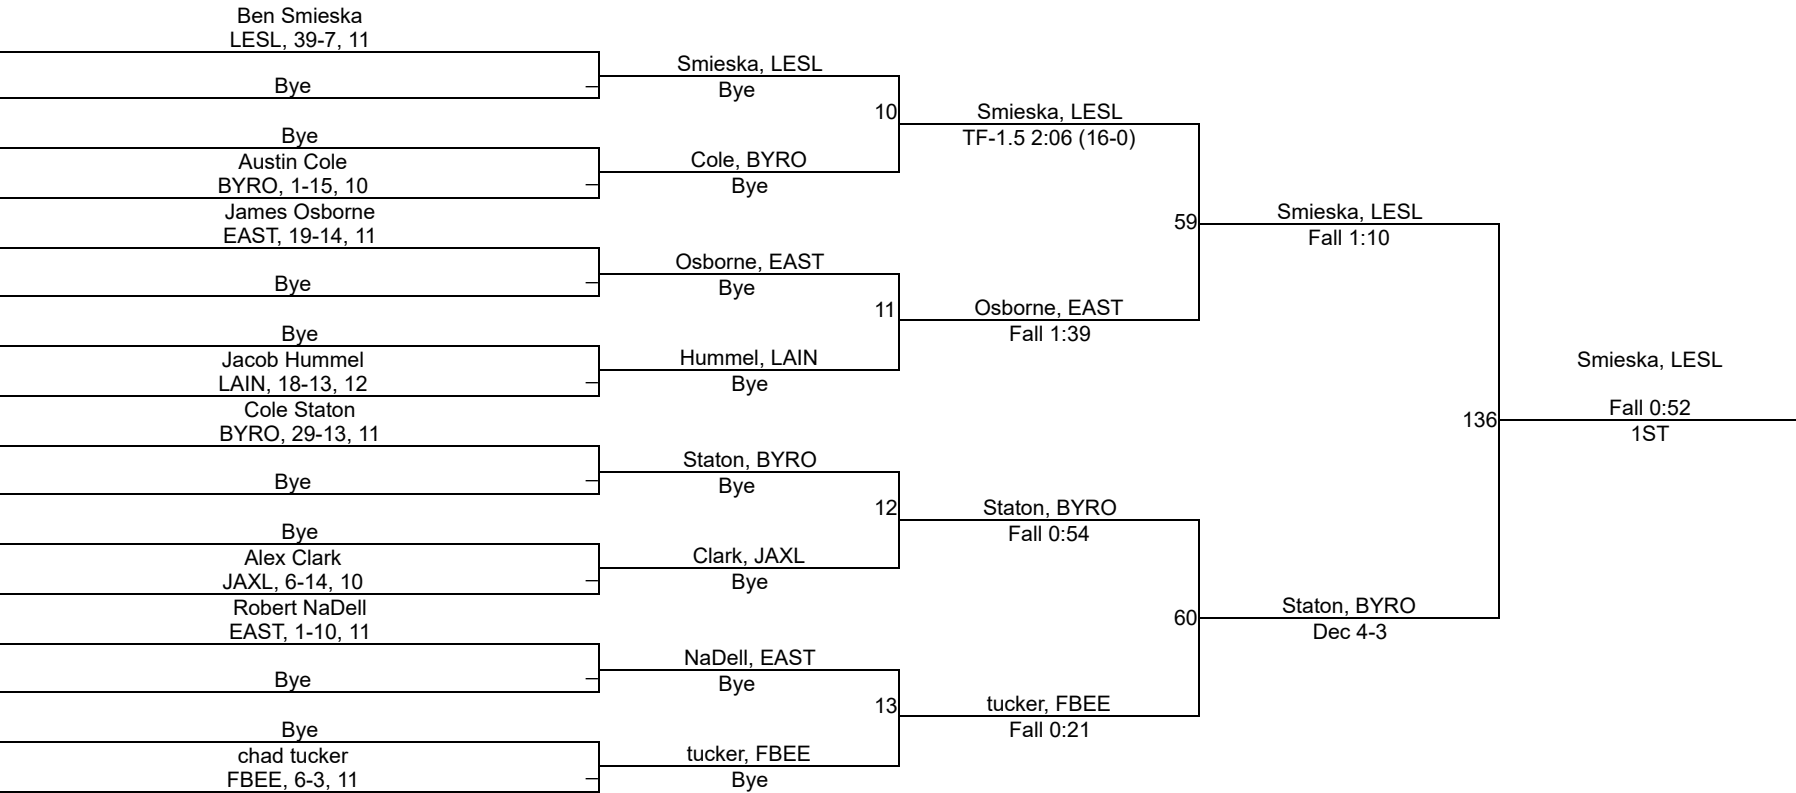 Ben Smieska
LESL, 39-7, 11
Bye
Bye
Austin Cole
BYRO, 1-15, 10
James Osborne
EAST, 19-14, 11
Bye
Bye
Jacob Hummel
LAIN, 18-13, 12
Cole Staton
BYRO, 29-13, 11
Bye
Bye
Alex Clark
JAXL, 6-14, 10
Robert NaDell
EAST, 1-10, 11
Bye
Bye
chad tucker
FBEE, 6-3, 11
Smieska, LESL
Bye
10
Cole, BYRO
Bye
Osborne, EAST
Bye
11
Hummel, LAIN
Bye
Staton, BYRO
Bye
12
Clark, JAXL
Bye
NaDell, EAST
Bye
13
tucker, FBEE
Bye
Smieska, LESL
TF-1.5 2:06 (16-0)
59
Osborne, EAST
Fall 1:39
Staton, BYRO
Fall 0:54
60
tucker, FBEE
Fall 0:21
Smieska, LESL
Fall 1:10
136
Staton, BYRO
Dec 4-3
Smieska, LESL
Fall 0:52
1ST